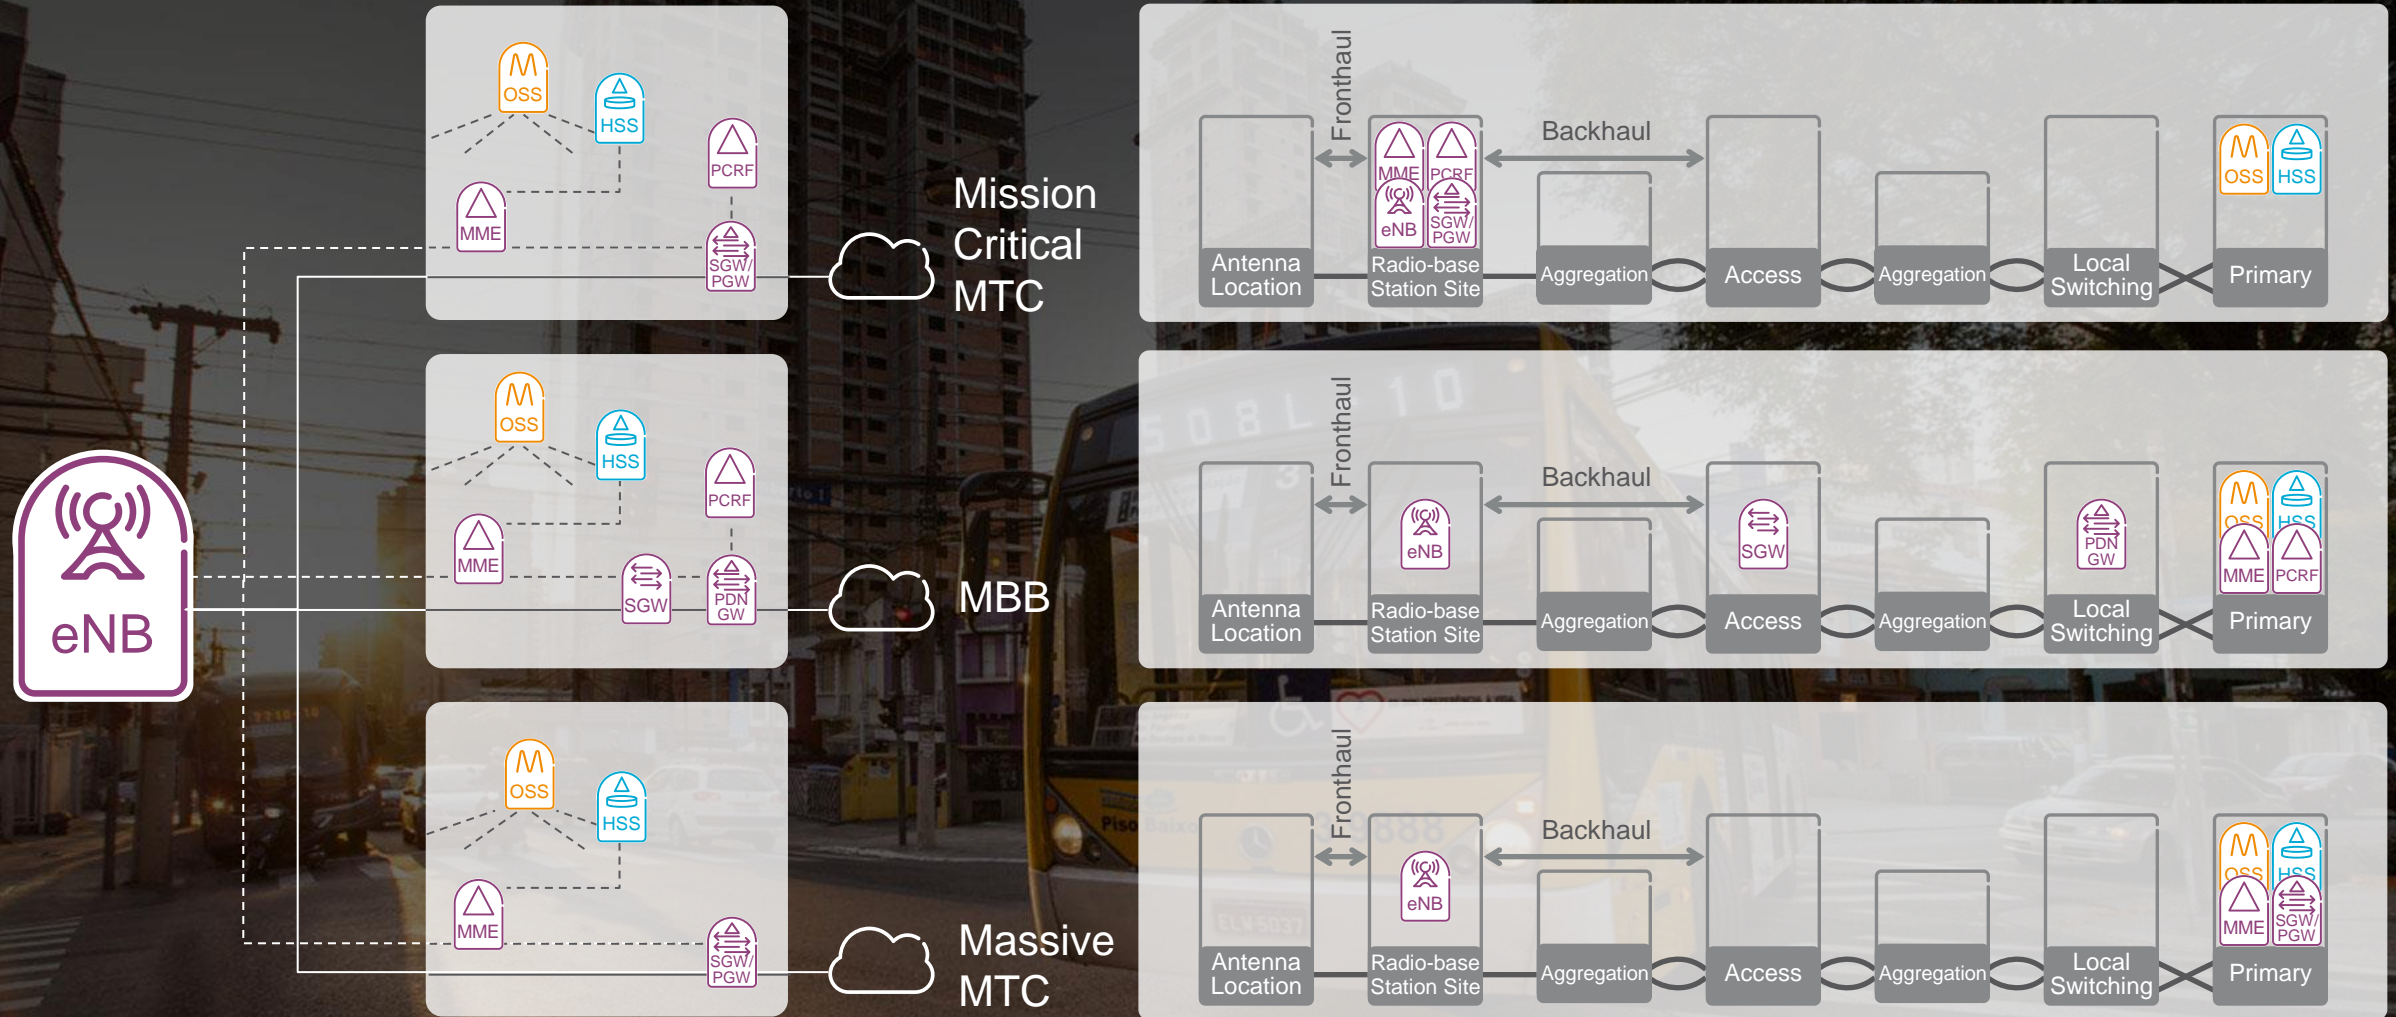 eNB
OSS
HSS
PCRF
MME
SGW/
PGW
Mission
Critical
MTC
Fronthaul
Backhaul
MME
PCRF
eNB
SGW/
PGW
OSS
HSS
Antenna
Location
Radio-base
Station Site
Aggregation
Access
Aggregation
Local
Switching
Primary
OSS
HSS
PCRF
MME
SGW
PDN
GW
MBB
508L-10
Fronthaul
Backhaul
eNB
SGW
PDN
GW
OSS
HSS
MME
PCRF
Antenna
Location
Radio-base
Station Site
Aggregation
Access
Aggregation
Local
Switching
Primary
OSS
HSS
MME
SGW/
PGW
Massive
MTC
Piso Baixo
Fronthaul
Backhaul
eNB
OSS
HSS
MME
SGW/
PGW
Antenna
Location
Radio-base
Station Site
Aggregation
Access
Aggregation
Local
Switching
Primary